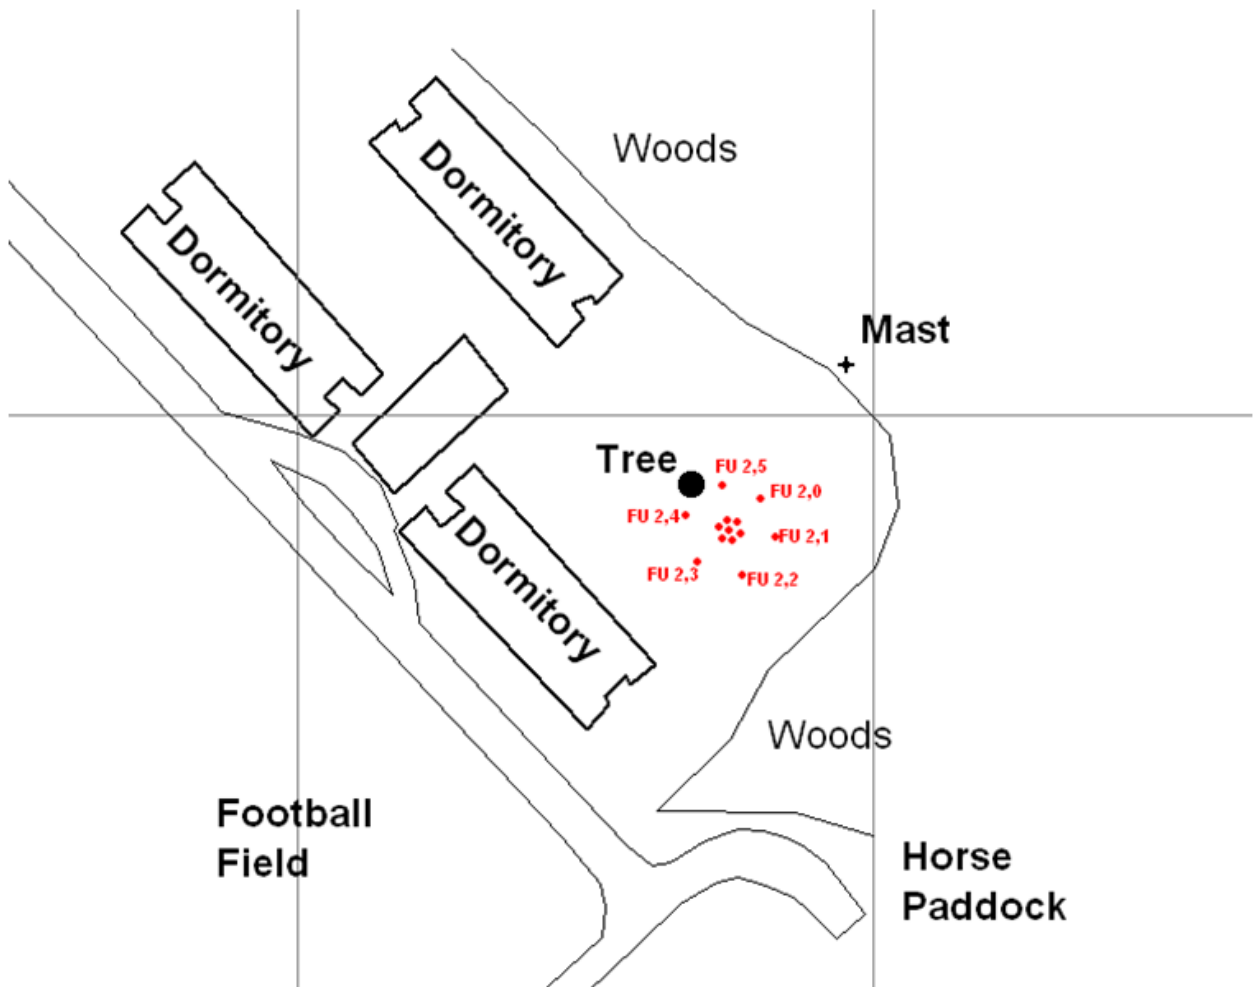 Woods
Dormitory
Dormitory
Mast
Tree
FU 2,5
FU 2,0
FU 2,4
FU 2,1
FU 2,3
FU 2,2
Dormitory
Woods
Football
Field
Horse
Paddock